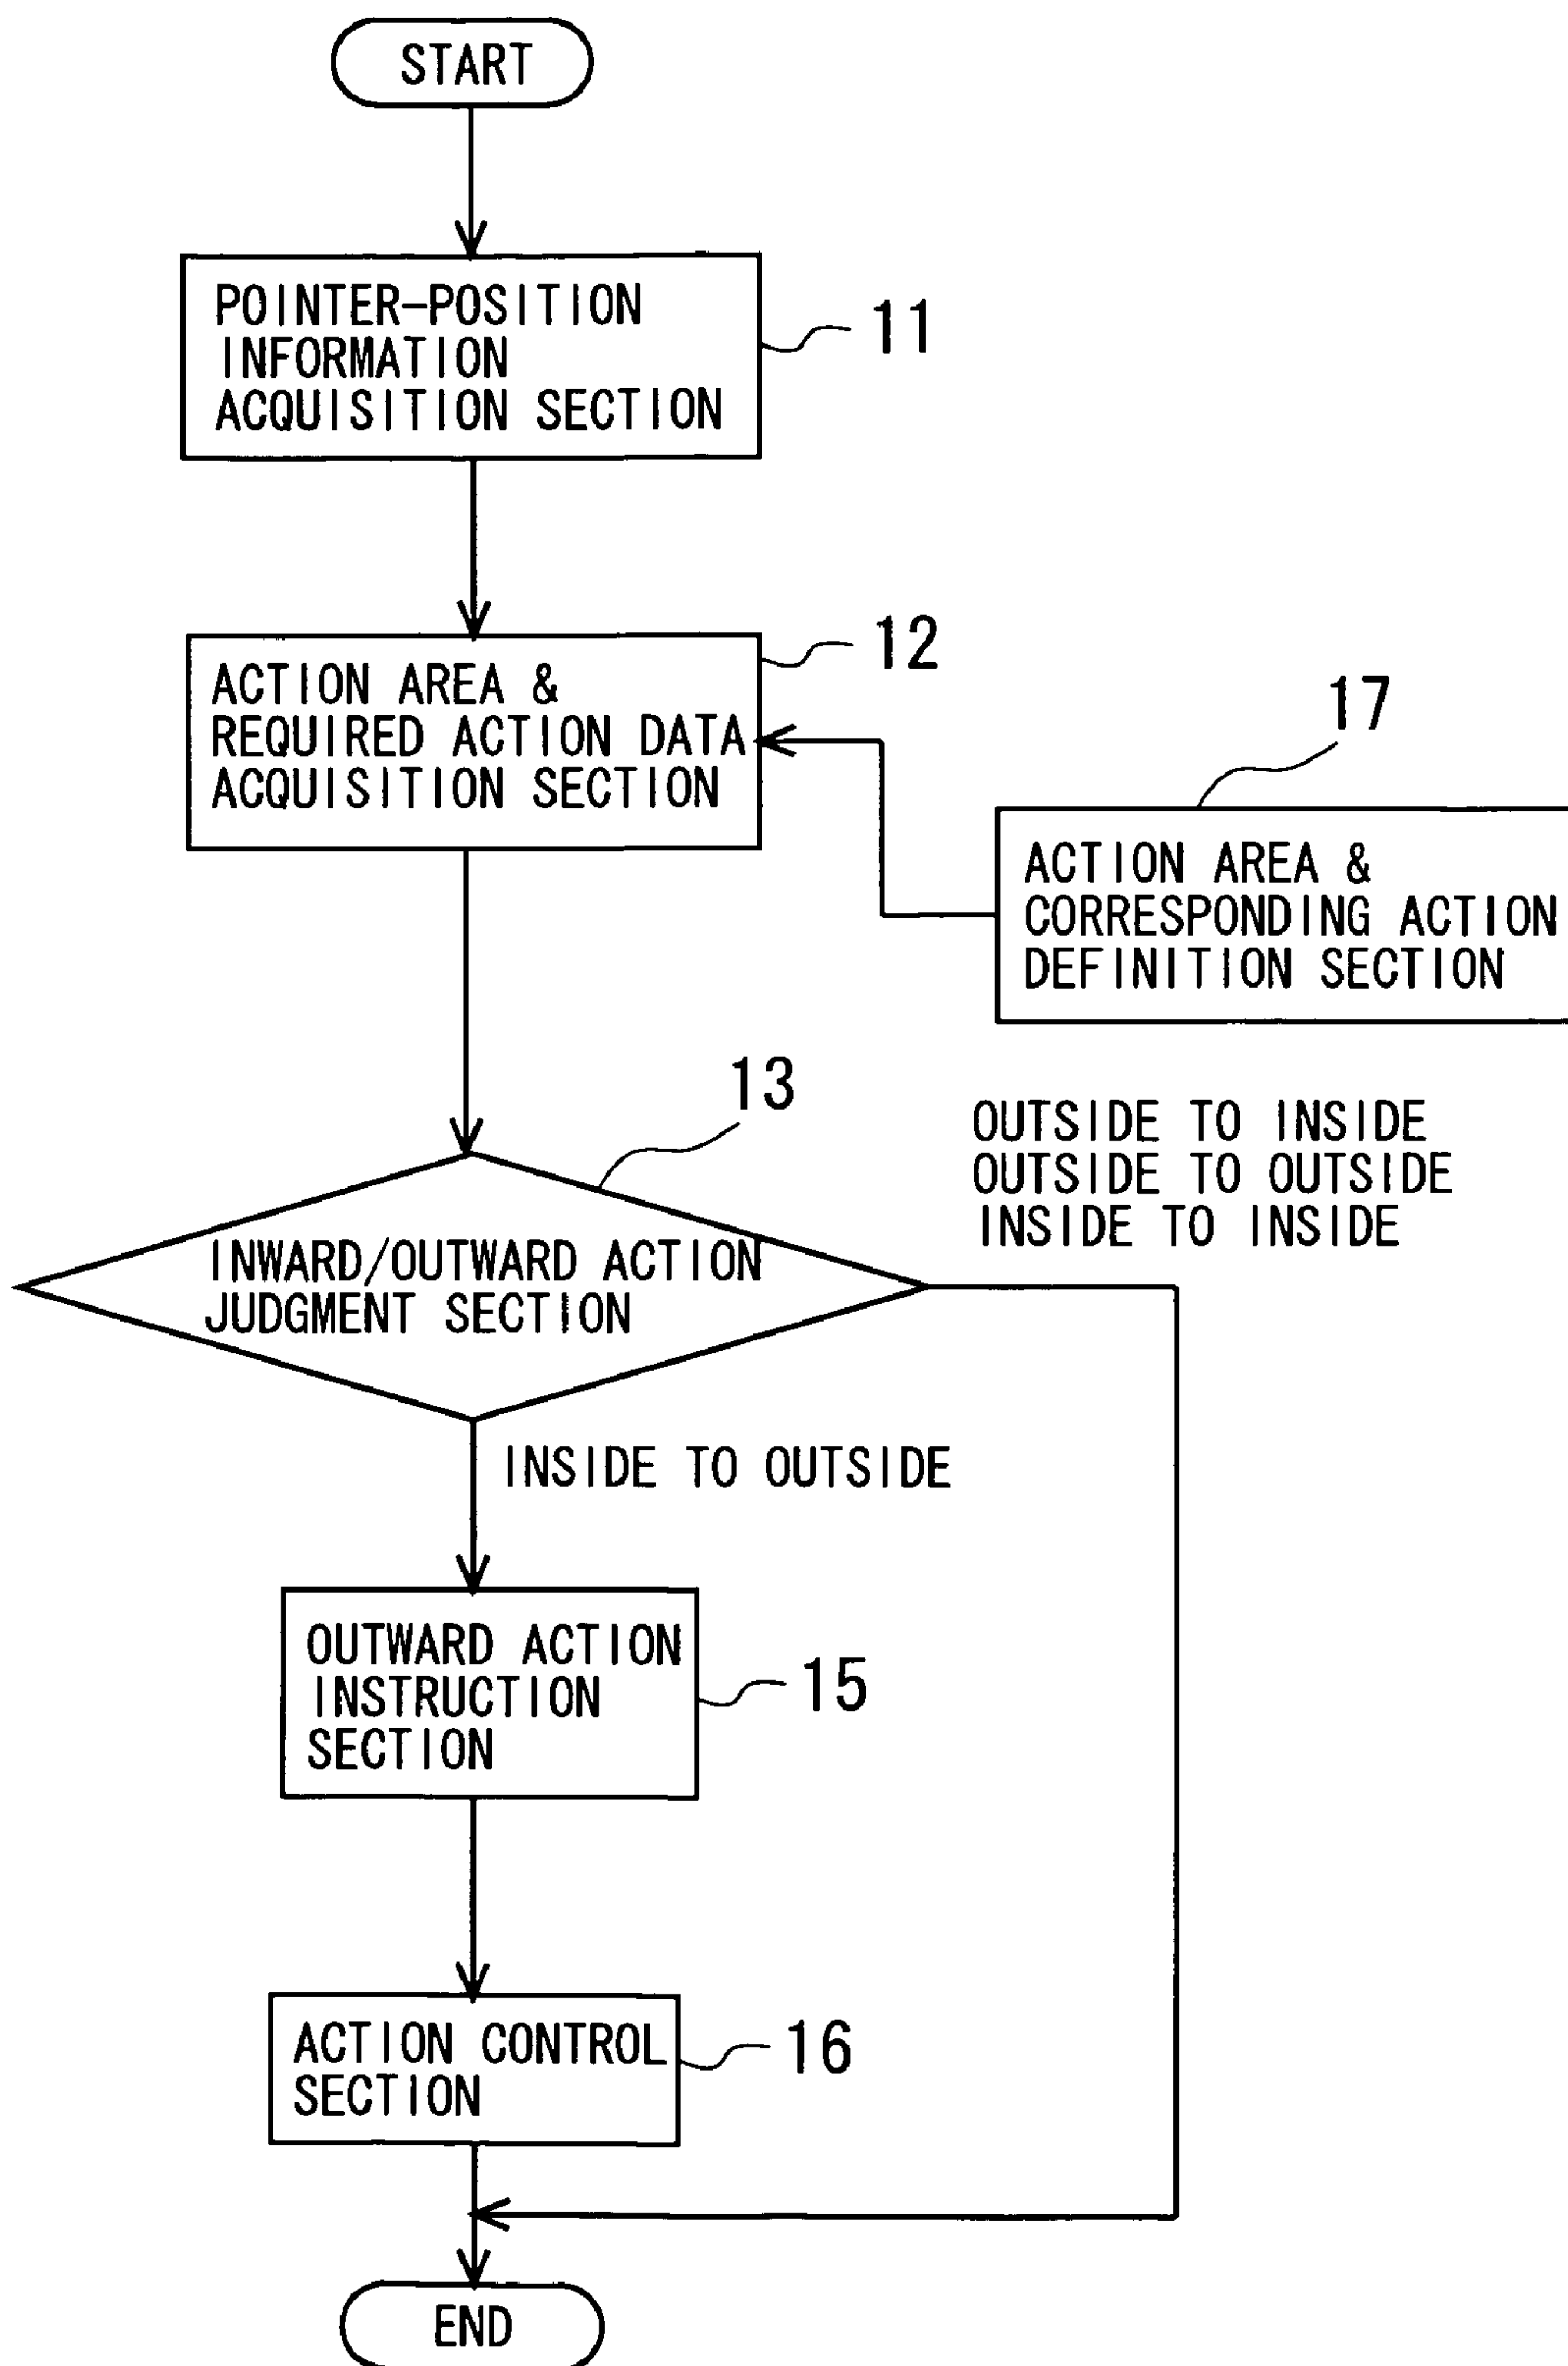 START
POINTER-POSITION
INFORMATION
ACQUISITION SECTION
11
ACTION AREA &
REQUIRED ACTION DATA
ACQUISITION SECTION
12
17
ACTION AREA &
CORRESPONDING ACTION
DEFINITION SECTION
13
OUTSIDE TO INSIDE
OUTSIDE TO OUTSIDE
INSIDE TO INSIDE
INWARD/OUTWARD ACTION
JUDGMENT SECTION
INSIDE TO OUTSIDE
OUTWARD ACTION
INSTRUCTION
SECTION
15
ACTION CONTROL
SECTION
16
END